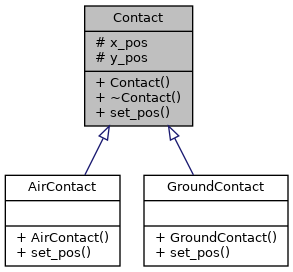 Contact
# x_pos
# y_pos
+ Contact()
+ ~Contact()
+ set_pos()
AirContact
+ AirContact()
+ set_pos()
GroundContact
+ GroundContact()
+ set_pos()